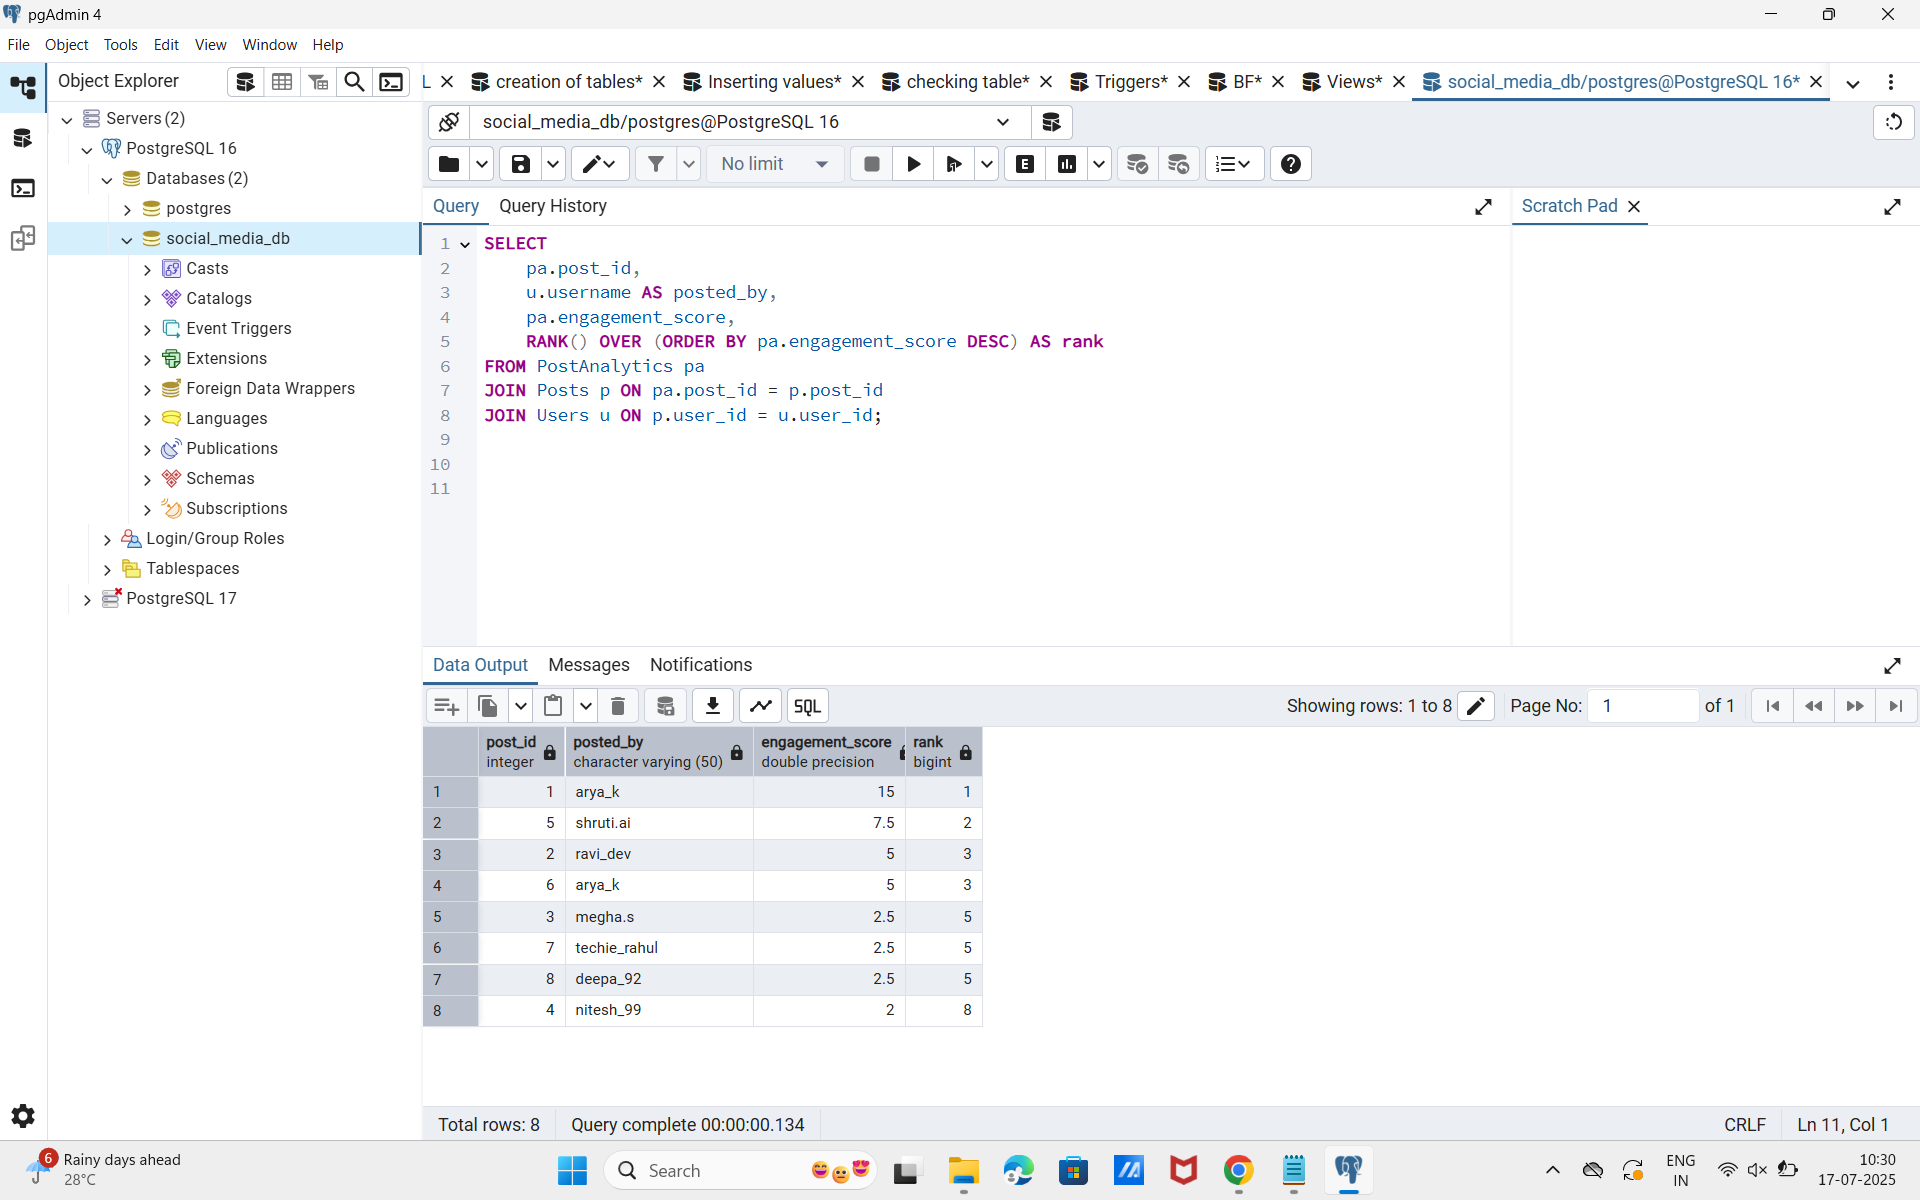 pgAdmin 4
File Object Tools Edit View Window Help
Object Explorer
L creation of tables* Inserting values* checking table* Triggers* BF* Views* social_media_db/postgres@PostgreSQL 16*
Servers (2)
PostgreSQL 16
Databases (2)
postgres
social_media_db
Casts
Catalogs
Event Triggers
Extensions
Foreign Data Wrappers
Languages
Publications
Schemas
Subscriptions
Login/Group Roles
Tablespaces
PostgreSQL 17
social_media_db/postgres@PostgreSQL 16
No limit E
Query Query History
Scratch Pad
1 SELECT
2 pa.post_id,
3 u.username AS posted_by,
4 pa.engagement_score,
5 RANK() OVER (ORDER BY pa.engagement_score DESC) AS rank
6 FROM PostAnalytics pa
7 JOIN Posts p ON pa.post_id = p.post_id
8 JOIN Users u ON p.user_id = u.user_id;
9
10
11
Data Output Messages Notifications
SQL Showing rows: 1 to 8 Page No: 1 of 1
post_id posted_by engagement_score rank
integer character varying (50) double precision bigint
1 1 arya_k 15 1
2 5 shruti.ai 7.5 2
3 2 ravi_dev 5 3
4 6 arya_k 5 3
5 3 megha.s 2.5 5
6 7 techie_rahul 2.5 5
7 8 deepa_92 2.5 5
8 4 nitesh_99 2 8
Total rows: 8 Query complete 00:00:00.134 CRLF Ln 11, Col 1
6 Rainy days ahead
28°C
Search
ENG
IN
10:30
17-07-2025